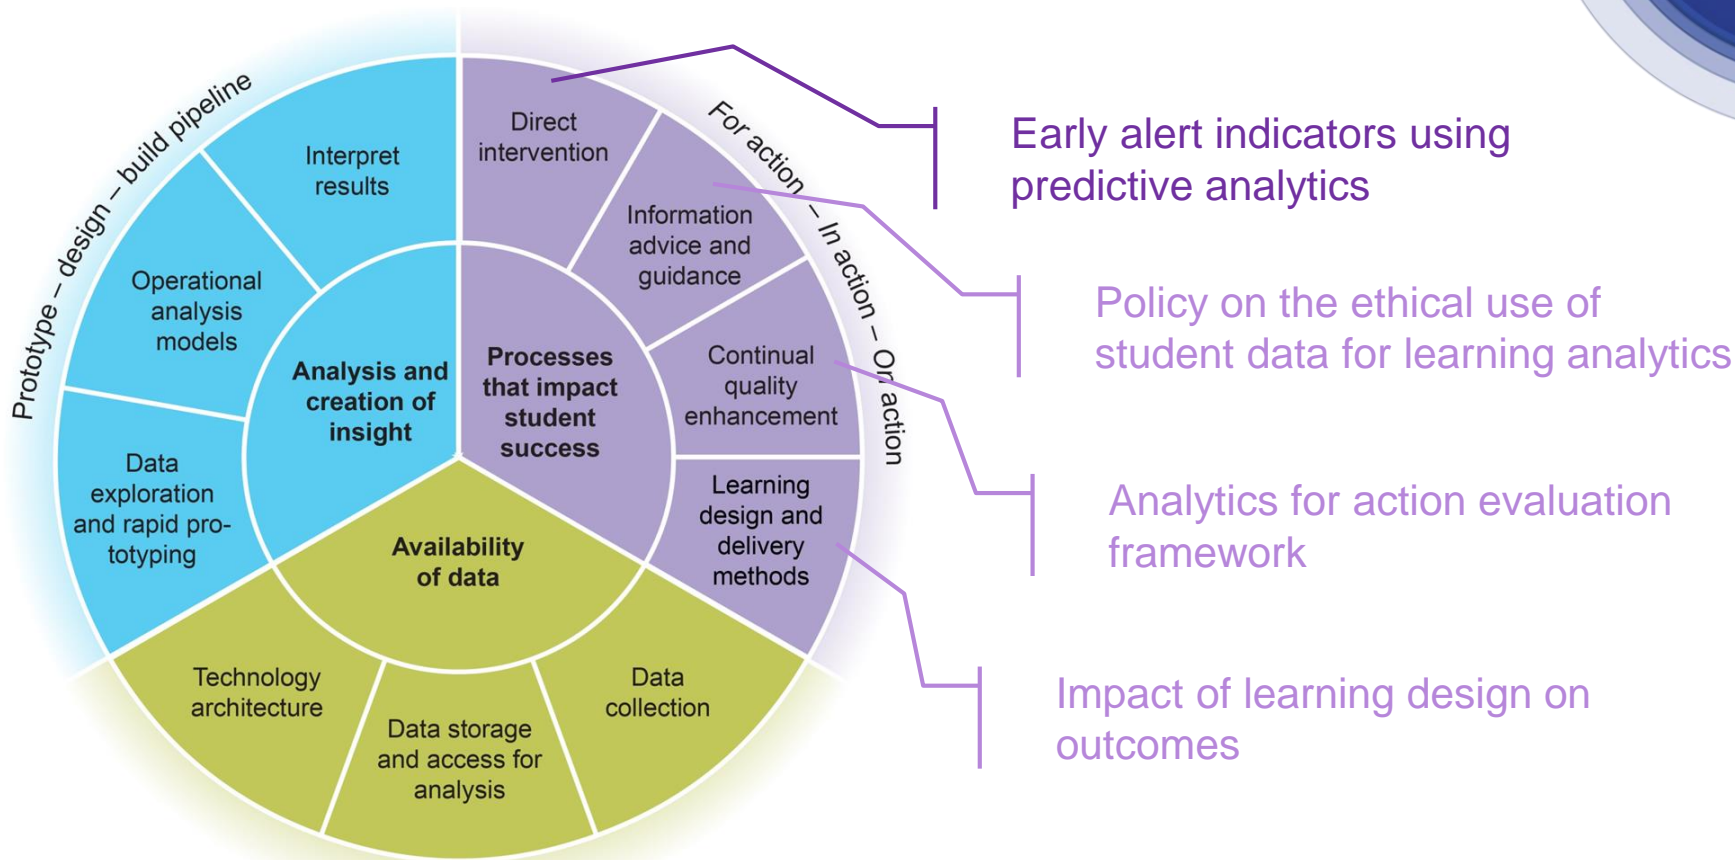 Prototype – design – build pipeline
For action – In action – On action
Interpret
results
Operational
analysis
models
Data
exploration
and rapid pro-
totyping
Analysis and
creation of
insight
Direct
intervention
Information
advice and
guidance
Continual
quality
enhancement
Learning
design and
delivery
methods
Processes
that impact
student
success
Availability
of data
Technology
architecture
Data storage
and access for
analysis
Data
collection
Early alert indicators using
predictive analytics
Policy on the ethical use of
student data for learning analytics
Analytics for action evaluation
framework
Impact of learning design on
outcomes